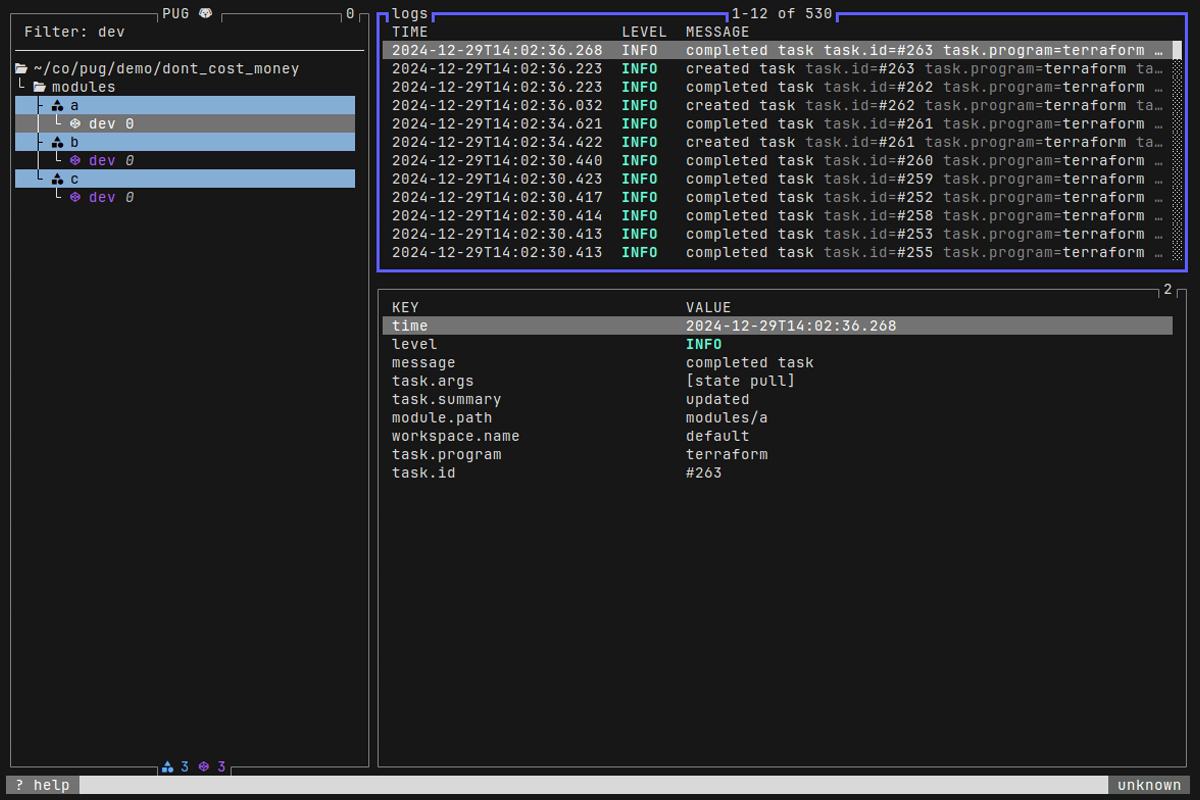 PUG 0
Filter: dev
~/co/pug/demo/dont_cost_money
modules
a
dev 0
b
dev 0
c
dev 0
3 3
logs 1-12 of 530
TIME LEVEL MESSAGE
2024-12-29T14:02:36.268 INFO completed task task.id=#263 task.program=terraform …
2024-12-29T14:02:36.223 INFO created task task.id=#263 task.program=terraform ta…
2024-12-29T14:02:36.223 INFO completed task task.id=#262 task.program=terraform …
2024-12-29T14:02:36.032 INFO created task task.id=#262 task.program=terraform ta…
2024-12-29T14:02:34.621 INFO completed task task.id=#261 task.program=terraform …
2024-12-29T14:02:34.422 INFO created task task.id=#261 task.program=terraform ta…
2024-12-29T14:02:30.440 INFO completed task task.id=#260 task.program=terraform …
2024-12-29T14:02:30.423 INFO completed task task.id=#259 task.program=terraform …
2024-12-29T14:02:30.417 INFO completed task task.id=#252 task.program=terraform …
2024-12-29T14:02:30.414 INFO completed task task.id=#258 task.program=terraform …
2024-12-29T14:02:30.413 INFO completed task task.id=#253 task.program=terraform …
2024-12-29T14:02:30.413 INFO completed task task.id=#255 task.program=terraform …
2
KEY VALUE
time 2024-12-29T14:02:36.268
level INFO
message completed task
task.args [state pull]
task.summary updated
module.path modules/a
workspace.name default
task.program terraform
task.id #263
? help unknown